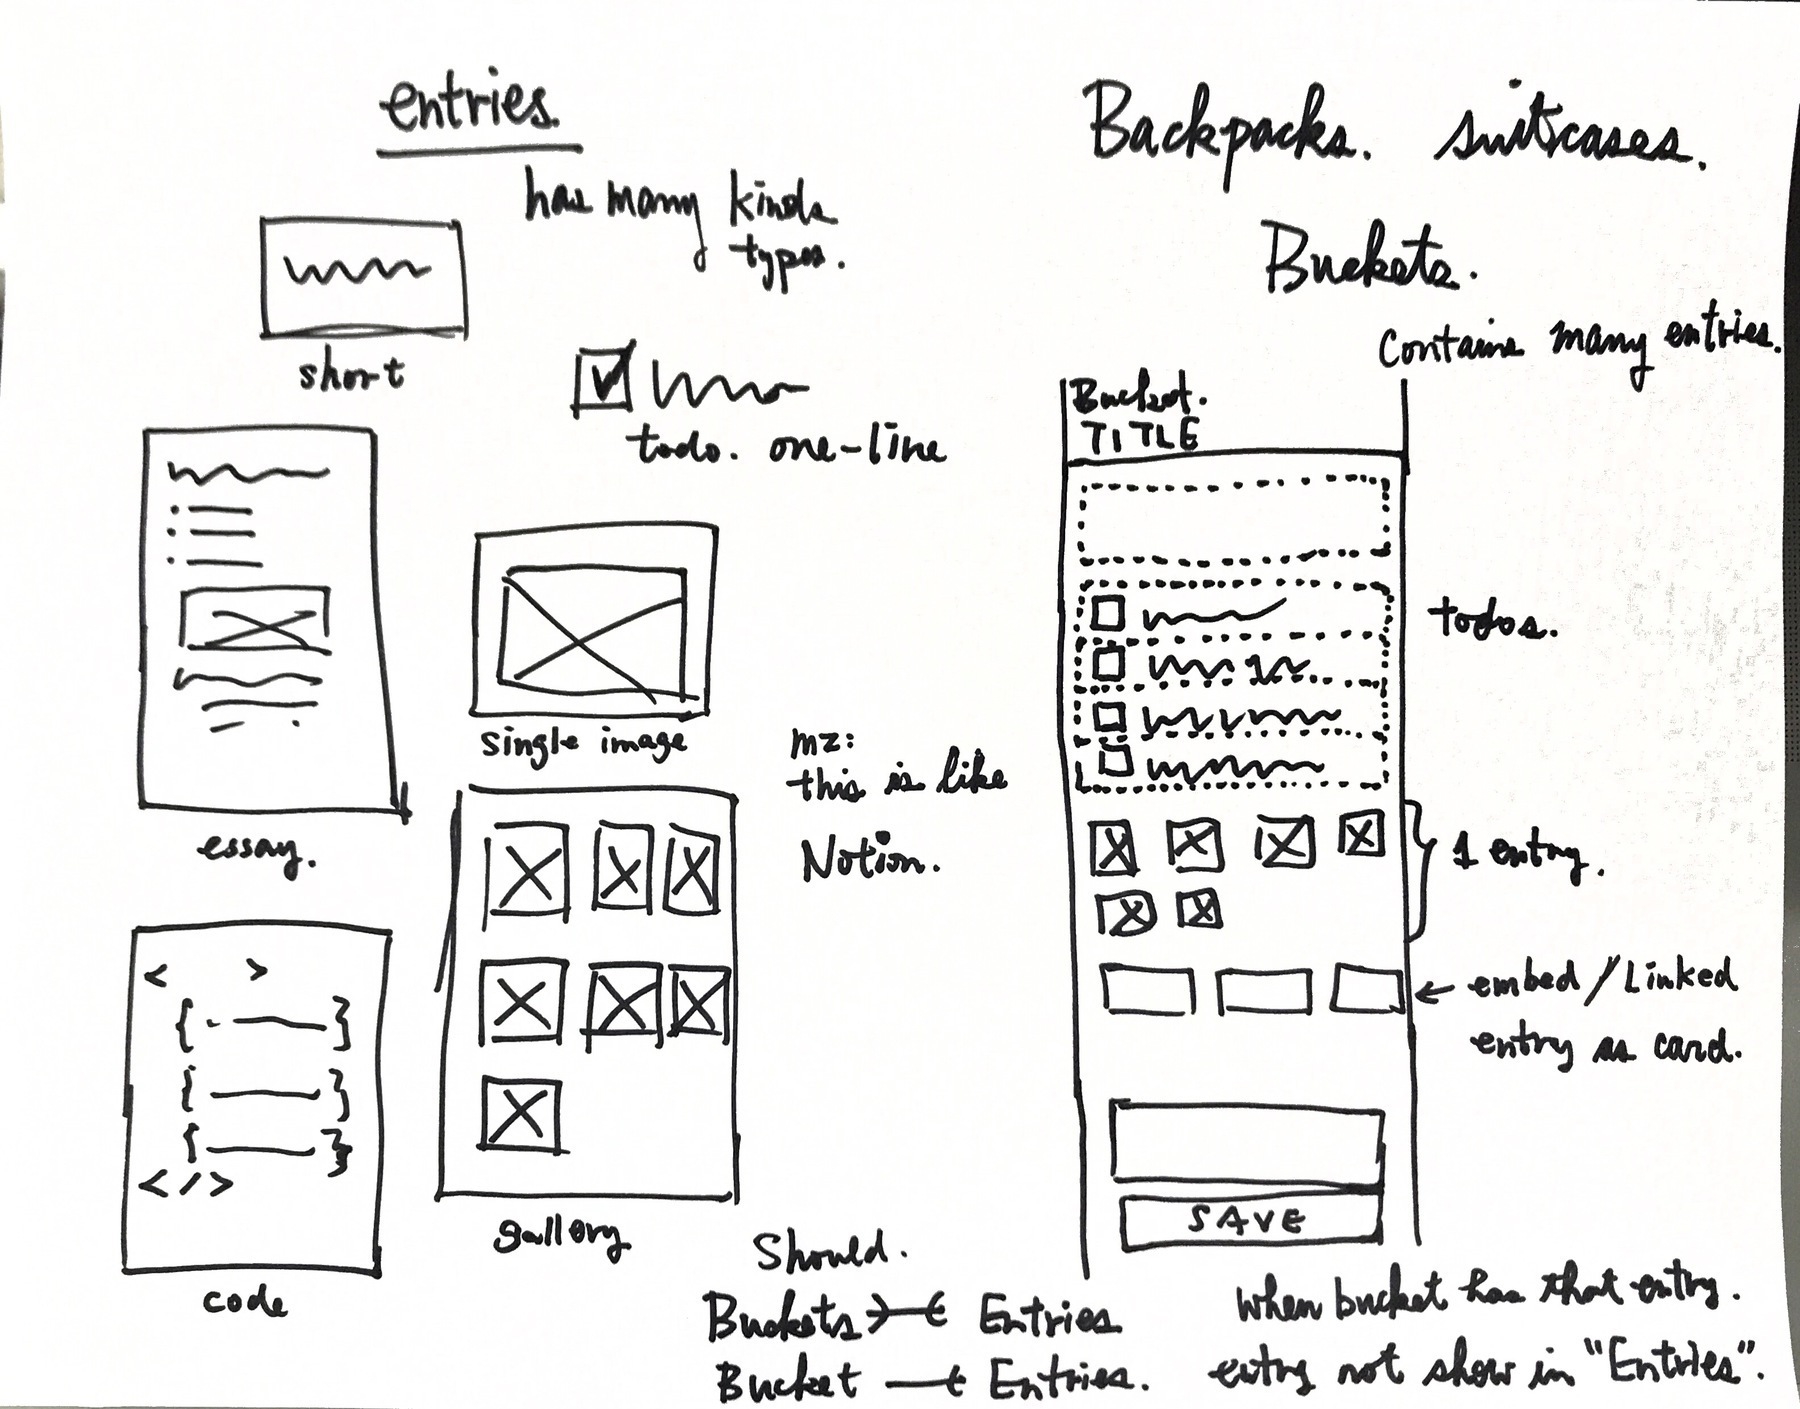 entries.
has many kinds
types.
short
todo. one-line
essay.
single image
mz:
this is like
Notion.
gallery
< >
{ }
{ }
{ }
</>
code
Should.
Buckets Entries
Bucket Entries.
Backpacks. suitcases.
Buckets.
contains many entries.
Bucket.
TITLE
todos.
1 entry.
embed/Linked
entry as card.
SAVE
when bucket has that entry.
entry not show in "Entries".